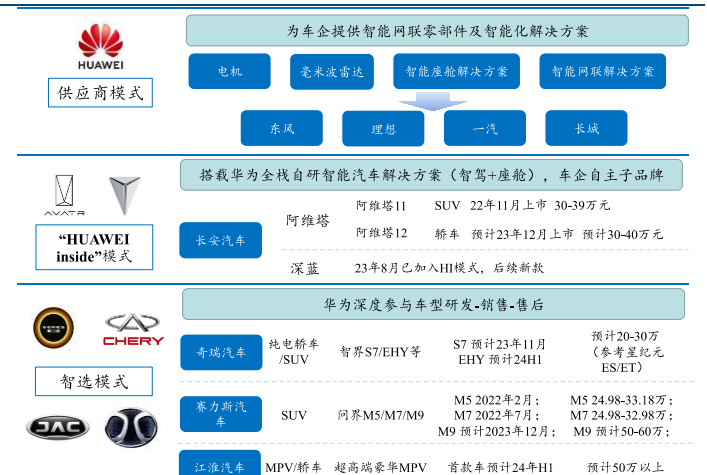 HUAWEI
供应商模式
为车企提供智能网联零部件及智能化解决方案
电机 毫米波雷达 智能座舱解决方案 智能网联解决方案
东风 理想 一汽 长城
AVATR
“HUAWEI
inside”模式
搭载华为全栈自研智能汽车解决方案（智驾+座舱），车企自主子品牌
长安汽车
阿维塔
阿维塔11 SUV 22年11月上市 30-39万元
阿维塔12 轿车 预计23年12月上市 预计30-40万元
深蓝 23年8月已加入HI模式，后续新款
SERES
CHERY
智选模式
JAC
华为深度参与车型研发-销售-售后
奇瑞汽车
纯电轿车
/SUV
智界S7/EHY等
S7 预计23年11月
EHY 预计24H1
预计20-30万
（参考星纪元
ES/ET）
赛力斯汽
车
SUV
问界M5/M7/M9
M5 2022年2月；
M7 2022年7月；
M9 预计2023年12月；
M5 24.98-33.18万；
M7 24.98-32.98万；
M9 预计50-60万；
江淮汽车 MPV/轿车 超高端豪华MPV 首款车预计24年H1 预计50万以上